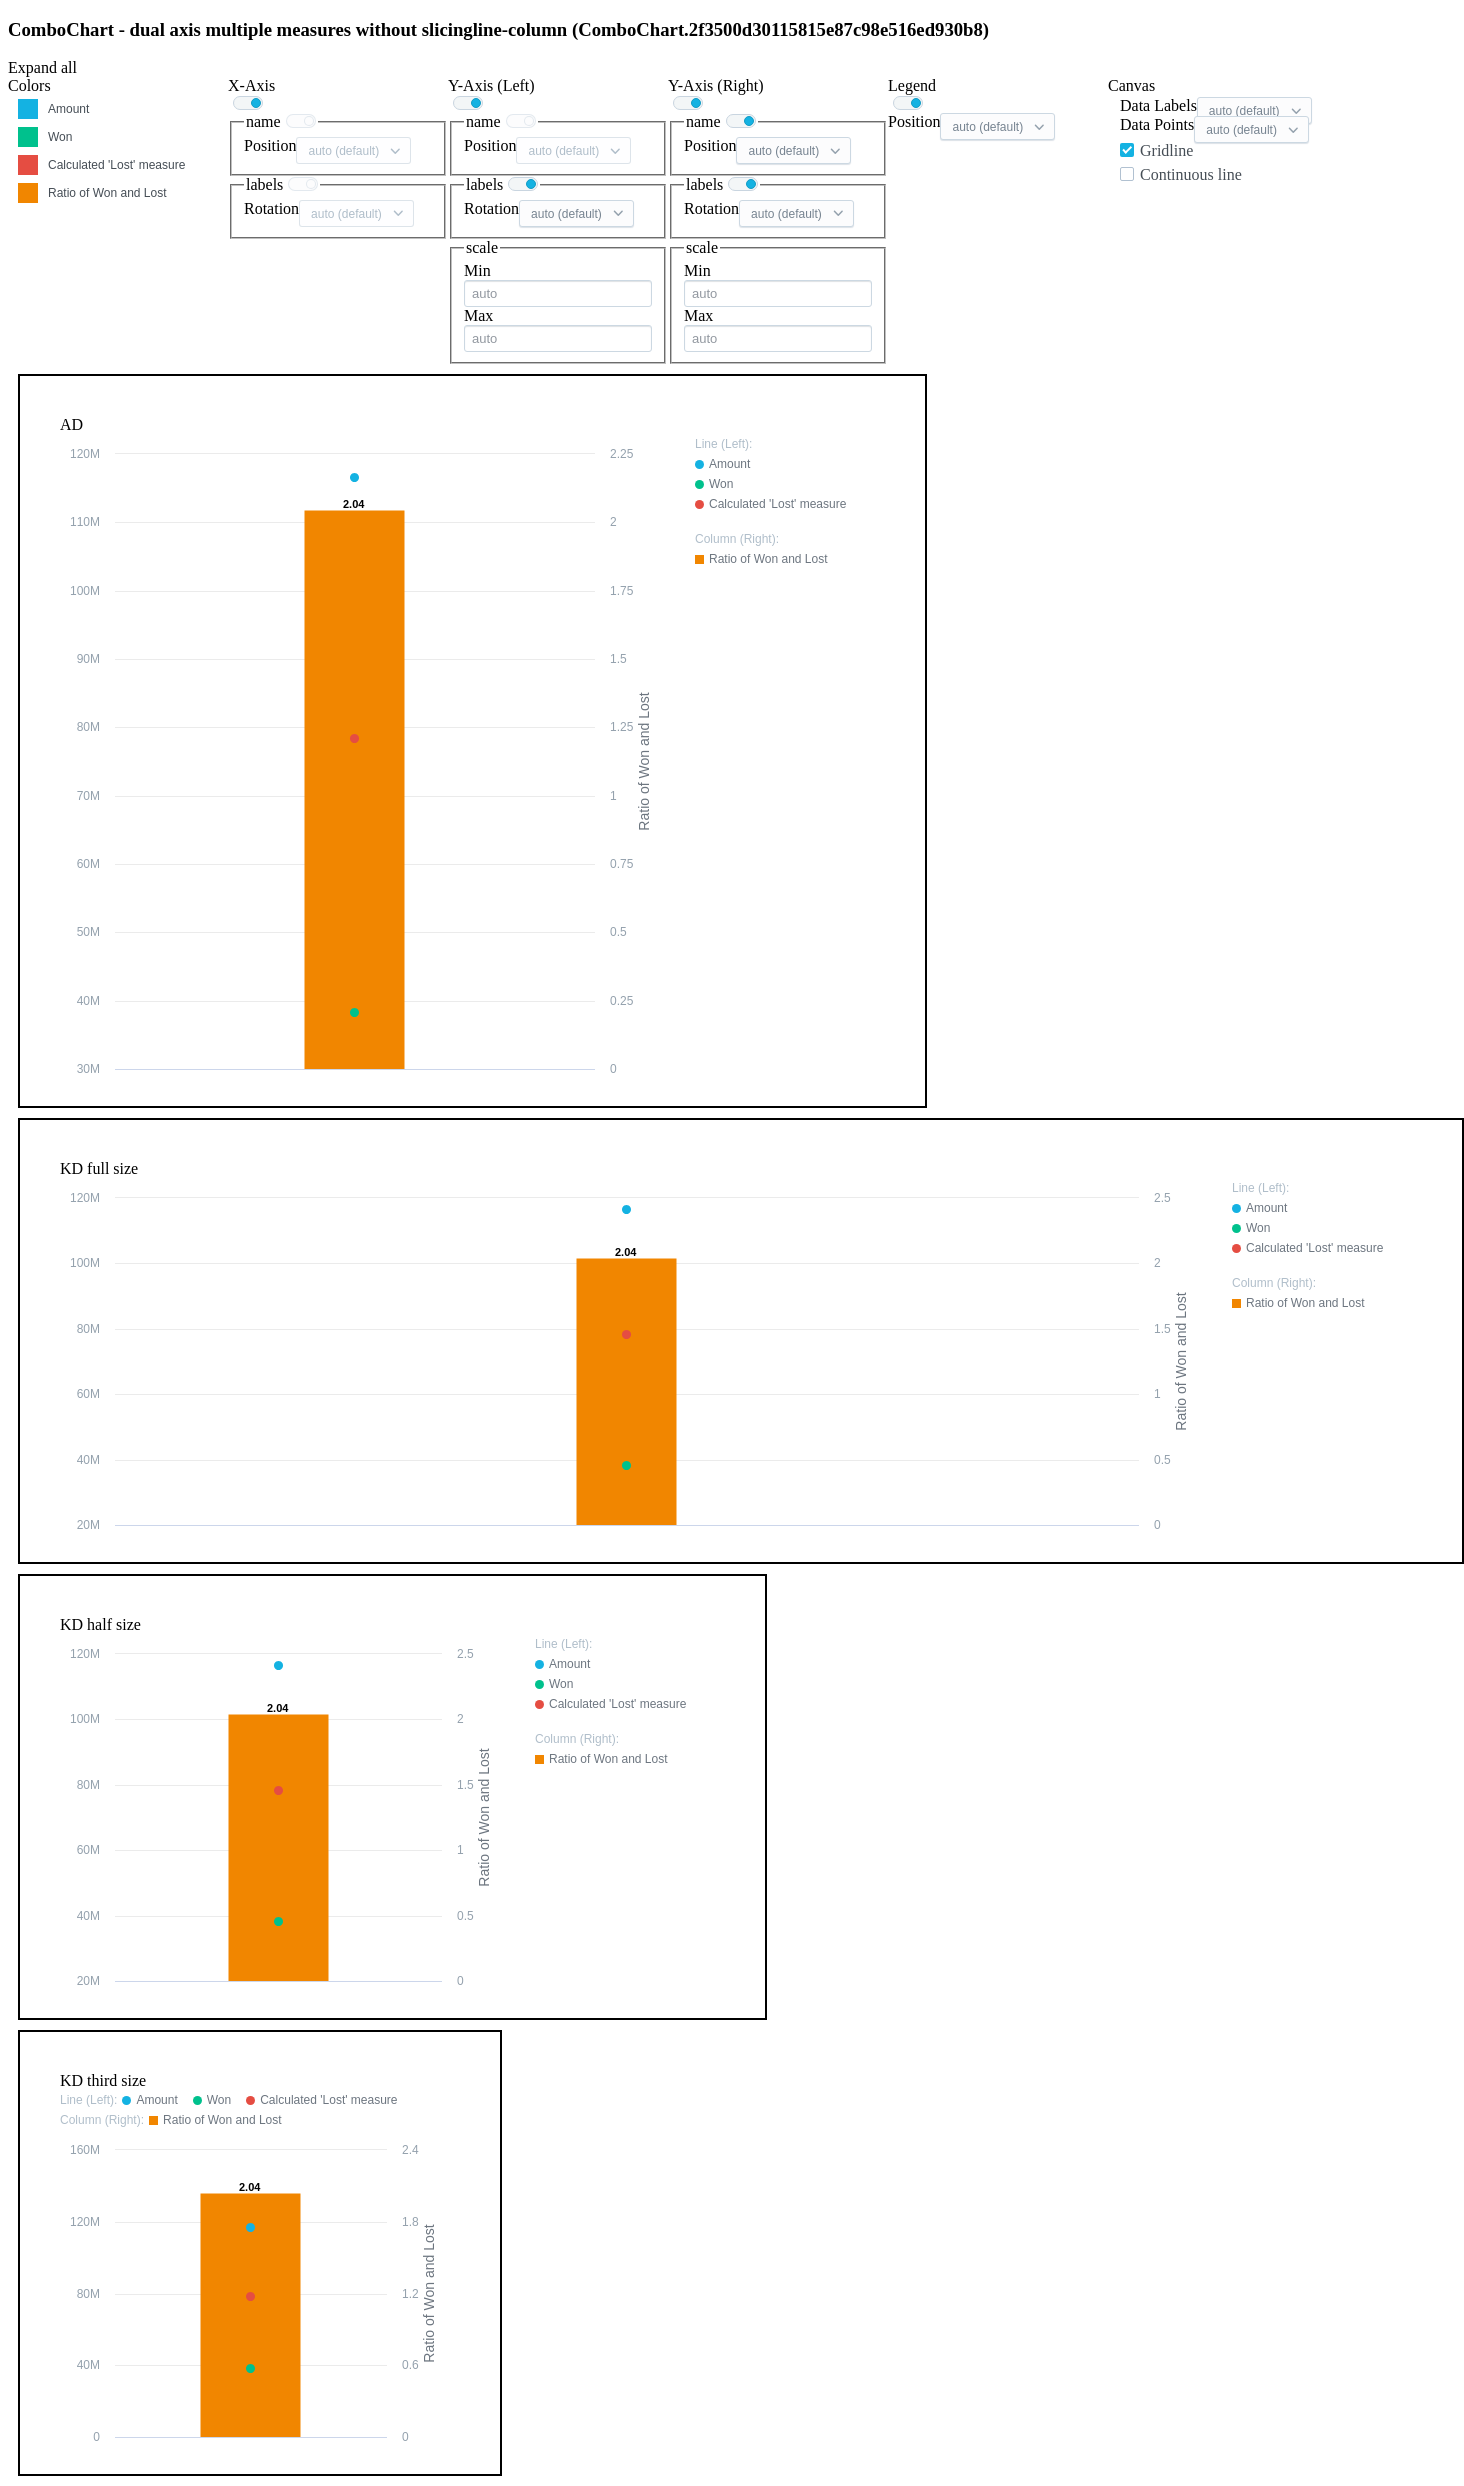 ComboChart - dual axis multiple measures without slicingline-column (ComboChart.2f3500d30115815e87c98e516ed930b8)
Expand all
Colors
Amount
Won
Calculated 'Lost' measure
Ratio of Won and Lost
X-Axis
name
Position auto (default)
labels
Rotation auto (default)
Y-Axis (Left)
name
Position auto (default)
labels
Rotation auto (default)
scale
Min
auto
Max
auto
Y-Axis (Right)
name
Position auto (default)
labels
Rotation auto (default)
scale
Min
auto
Max
auto
Legend
Position auto (default)
Canvas
Data Labels auto (default)
Data Points auto (default)
Gridline
Continuous line
AD
120M
110M
100M
90M
80M
70M
60M
50M
40M
30M
2.04
2.25
2
1.75
1.5
1.25
1
0.75
0.5
0.25
0
Ratio of Won and Lost
Line (Left):
Amount
Won
Calculated 'Lost' measure
Column (Right):
Ratio of Won and Lost
KD full size
120M
100M
80M
60M
40M
20M
2.04
2.5
2
1.5
1
0.5
0
Ratio of Won and Lost
Line (Left):
Amount
Won
Calculated 'Lost' measure
Column (Right):
Ratio of Won and Lost
KD half size
120M
100M
80M
60M
40M
20M
2.04
2.5
2
1.5
1
0.5
0
Ratio of Won and Lost
Line (Left):
Amount
Won
Calculated 'Lost' measure
Column (Right):
Ratio of Won and Lost
KD third size
Line (Left): Amount Won Calculated 'Lost' measure
Column (Right): Ratio of Won and Lost
160M
120M
80M
40M
0
2.04
2.4
1.8
1.2
0.6
0
Ratio of Won and Lost